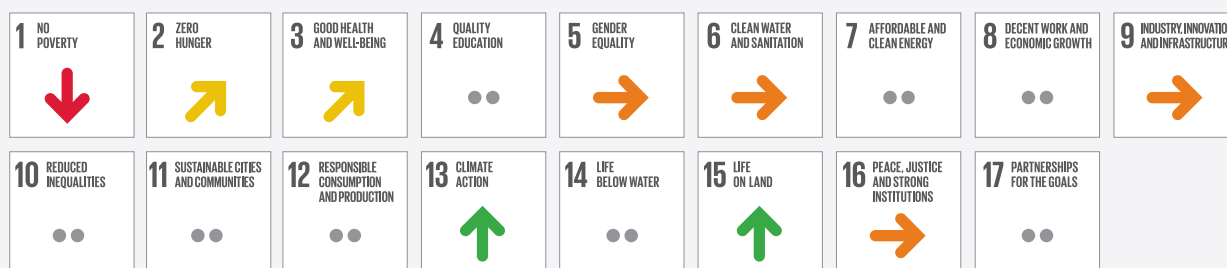 1 NO
POVERTY
2 ZERO
HUNGER
3 GOOD HEALTH
AND WELL-BEING
4 QUALITY
EDUCATION
5 GENDER
EQUALITY
6 CLEAN WATER
AND SANITATION
7 AFFORDABLE AND
CLEAN ENERGY
8 DECENT WORK AND
ECONOMIC GROWTH
9 INDUSTRY, INNOVATIO
AND INFRASTRUCTUR
10 REDUCED
INEQUALITIES
11 SUSTAINABLE CITIES
AND COMMUNITIES
12 RESPONSIBLE
CONSUMPTION
AND PRODUCTION
13 CLIMATE
ACTION
14 LIFE
BELOW WATER
15 LIFE
ON LAND
16 PEACE, JUSTICE
AND STRONG
INSTITUTIONS
17 PARTNERSHIPS
FOR THE GOALS